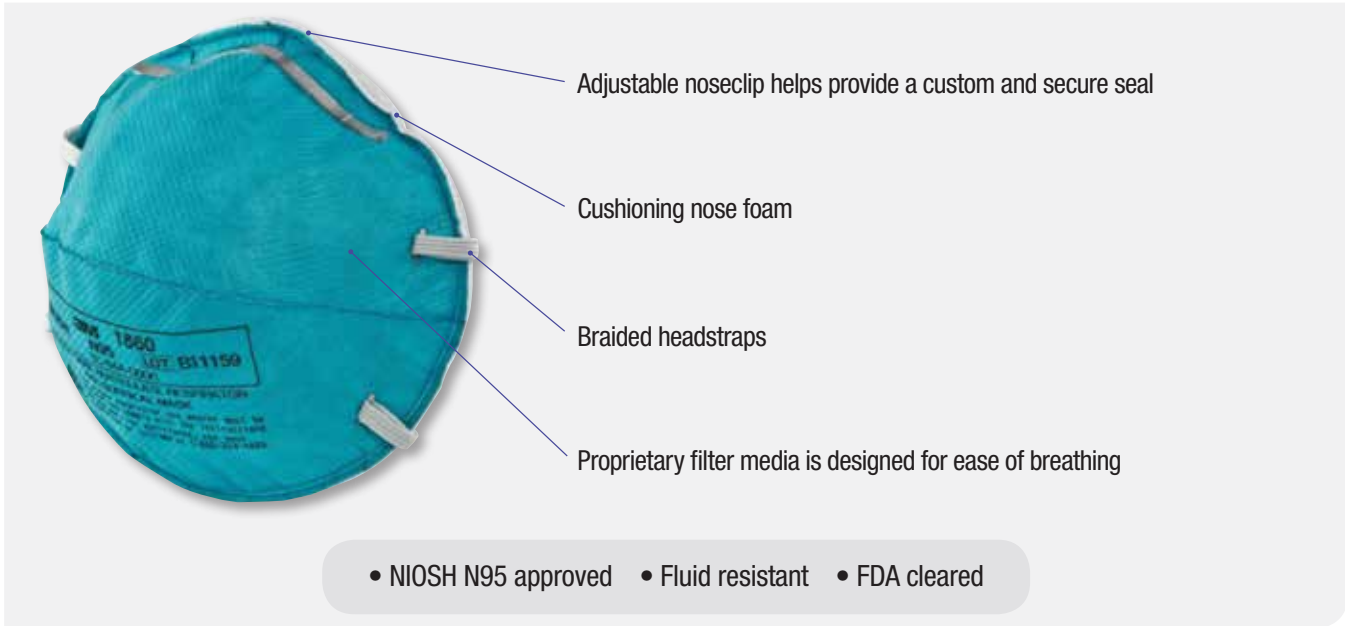 Adjustable noseclip helps provide a custom and secure seal
Cushioning nose foam
Braided headstraps
3M 1860
N95 LOT B11159
Proprietary filter media is designed for ease of breathing
• NIOSH N95 approved • Fluid resistant • FDA cleared